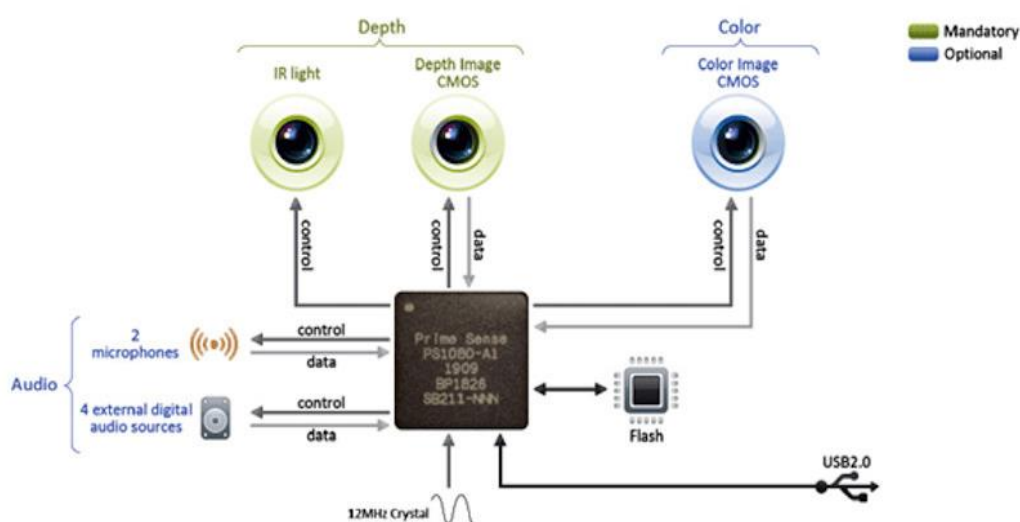 Depth
Color
Mandatory
Optional
IR light
Depth Image
CMOS
Color Image
CMOS
control
control
data
control
data
Prime Sense
PS1080-A1
1909
BP1826
SB211-NNN
Audio
2
microphones
control
data
4 external digital
audio sources
control
data
Flash
USB2.0
12MHz Crystal